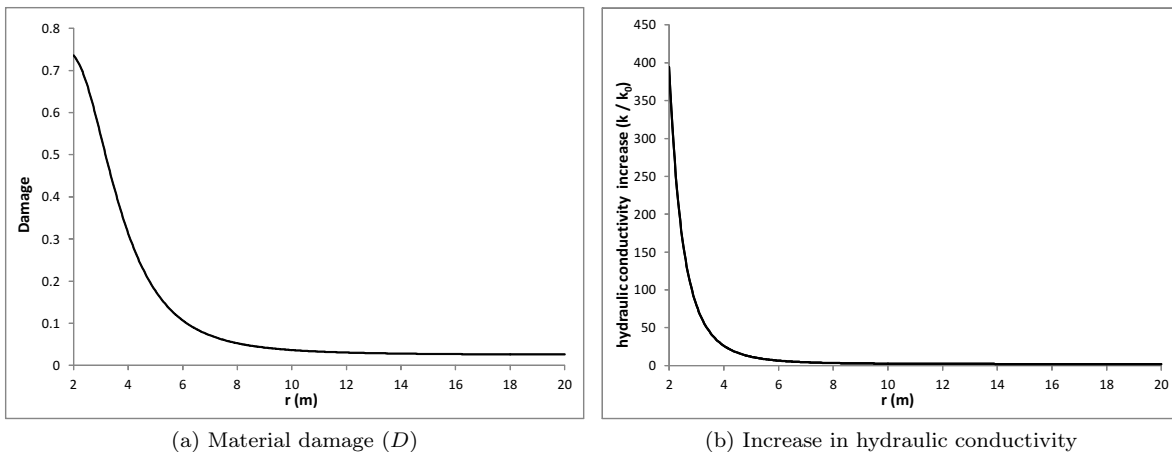 0.8
0.7
0.6
0.5
0.4
0.3
0.2
0.1
0
Damage
2 4 6 8 10 12 14 16 18 20
r (m)
(a) Material damage (D)
450
400
350
300
250
200
150
100
50
0
hydraulic conductivity increase (k / k₀)
2 4 6 8 10 12 14 16 18 20
r (m)
(b) Increase in hydraulic conductivity